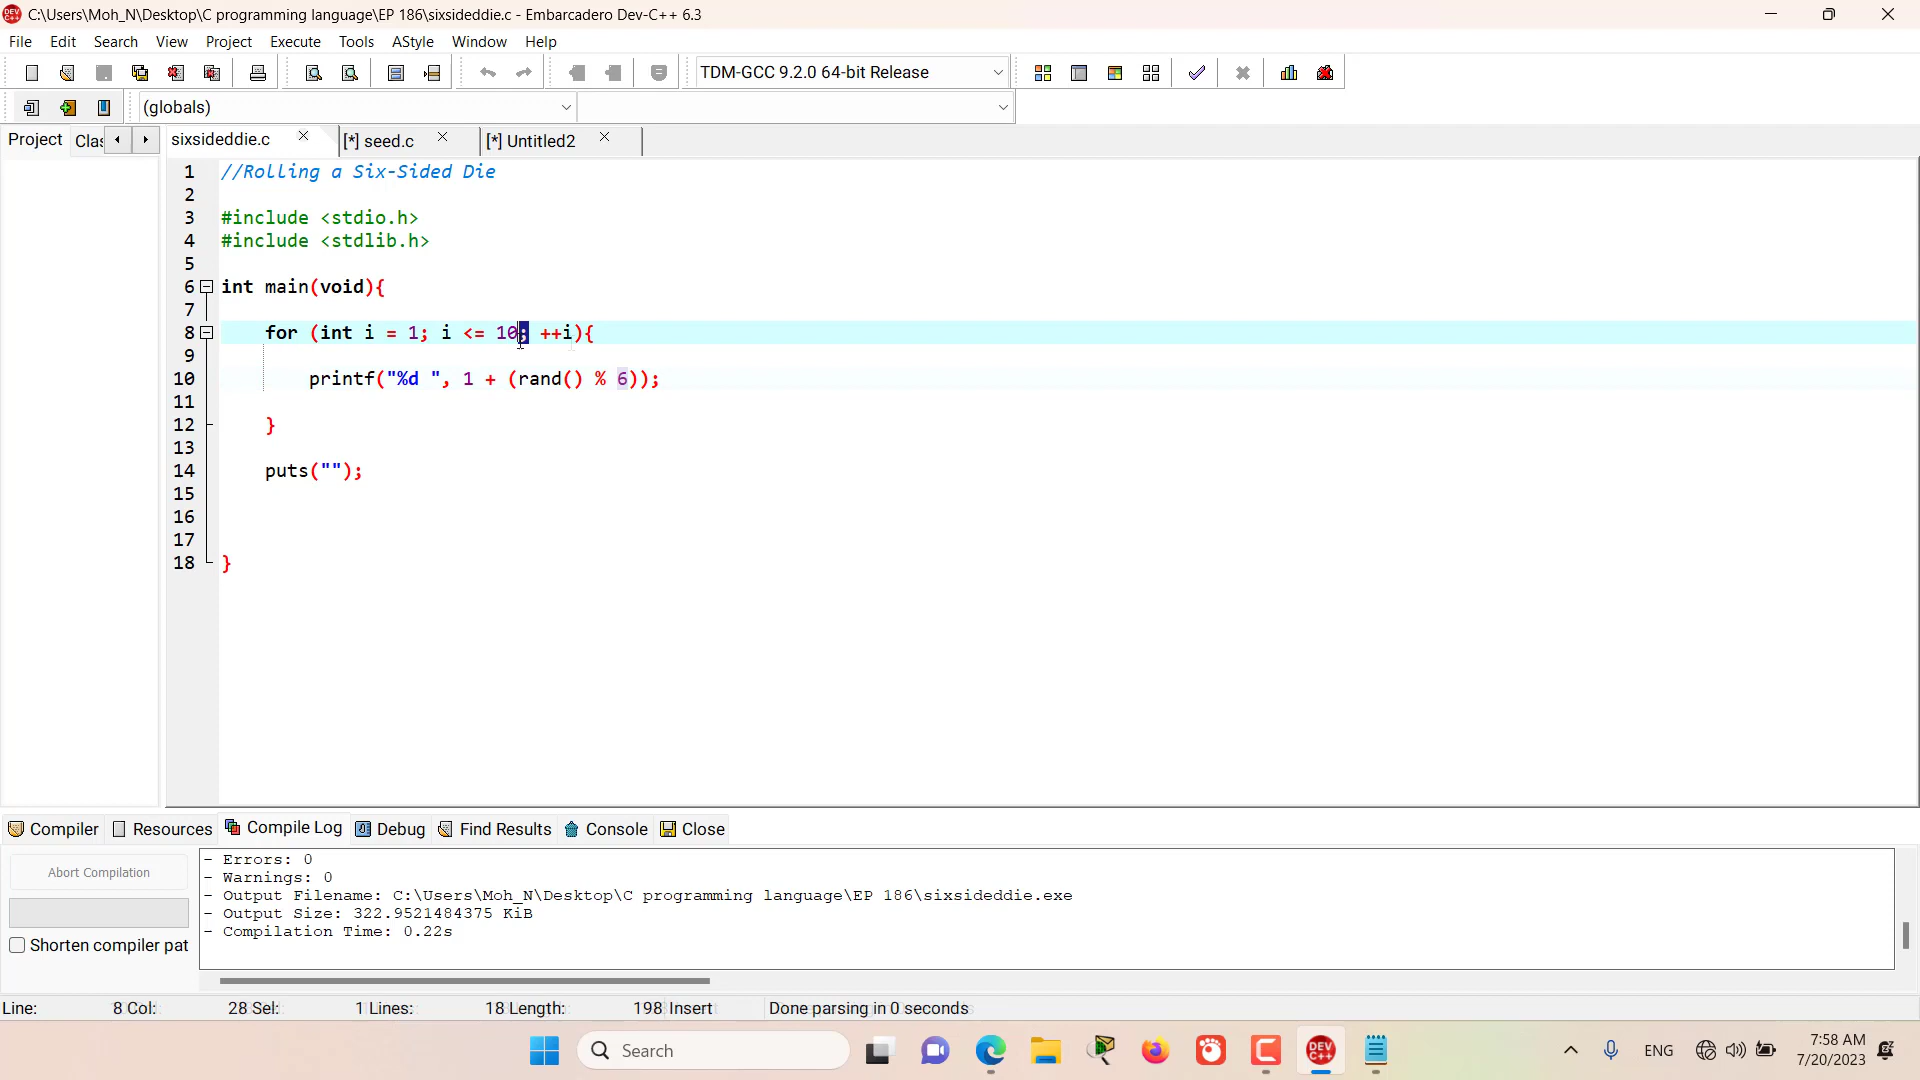 C:\Users\Moh_N\Desktop\C programming language\EP 186\sixsideddie.c - Embarcadero Dev-C++ 6.3
File Edit Search View Project Execute Tools AStyle Window Help
TDM-GCC 9.2.0 64-bit Release
(globals)
Project Clas sixsideddie.c [*] seed.c [*] Untitled2
1 //Rolling a Six-Sided Die
2
3 #include <stdio.h>
4 #include <stdlib.h>
5
6 int main(void){
7
8 for (int i = 1; i <= 10; ++i){
9
10 printf("%d ", 1 + (rand() % 6));
11
12 }
13
14 puts("");
15
16
17
18 }
Compiler Resources Compile Log Debug Find Results Console Close
Abort Compilation
Shorten compiler pat
- Errors: 0
- Warnings: 0
- Output Filename: C:\Users\Moh_N\Desktop\C programming language\EP 186\sixsideddie.exe
- Output Size: 322.9521484375 KiB
- Compilation Time: 0.22s
Line: 8 Col: 28 Sel: 1 Lines: 18 Length: 198 Insert Done parsing in 0 seconds
Search
DEV C++
ENG
7:58 AM
7/20/2023